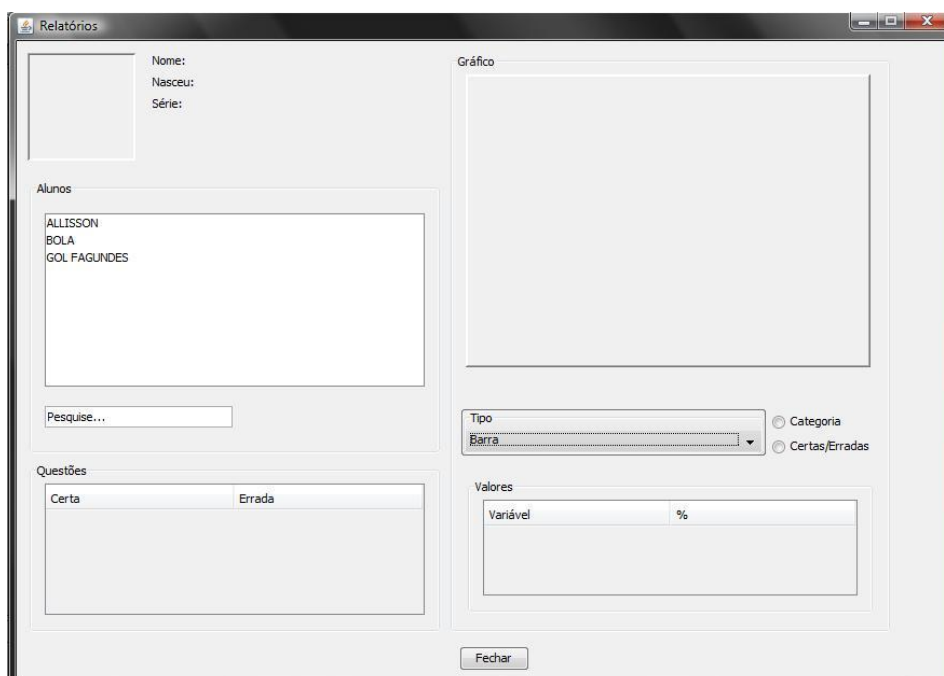 Relatórios
Nome:
Nasceu:
Série:
Alunos
ALLISSON
BOLA
GOL FAGUNDES
Pesquise...
Questões
Certa Errada
Gráfico
Tipo
Barra
Categoria
Certas/Erradas
Valores
Variável %
Fechar